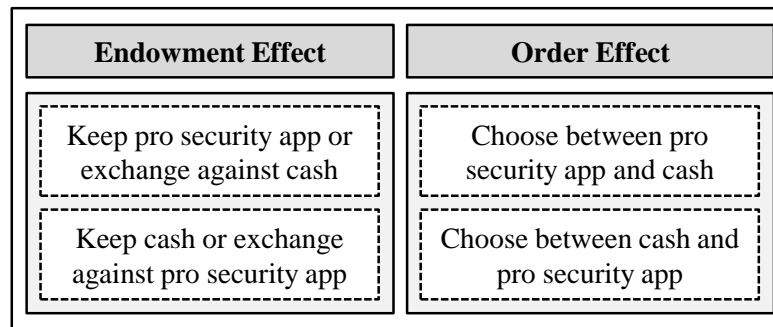 Endowment Effect
Keep pro security app or
exchange against cash
Keep cash or exchange
against pro security app
Order Effect
Choose between pro
security app and cash
Choose between cash and
pro security app